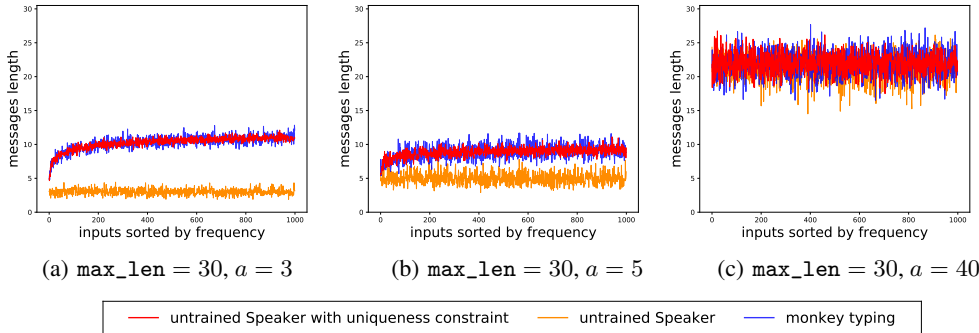 30
25
20
15
10
5
0
messages length
0 200 400 600 800 1000
inputs sorted by frequency
(a) max_len = 30, a = 3
30
25
20
15
10
5
0
messages length
0 200 400 600 800 1000
inputs sorted by frequency
(b) max_len = 30, a = 5
30
25
20
15
10
5
0
messages length
0 200 400 600 800 1000
inputs sorted by frequency
(c) max_len = 30, a = 40
untrained Speaker with uniqueness constraint untrained Speaker monkey typing